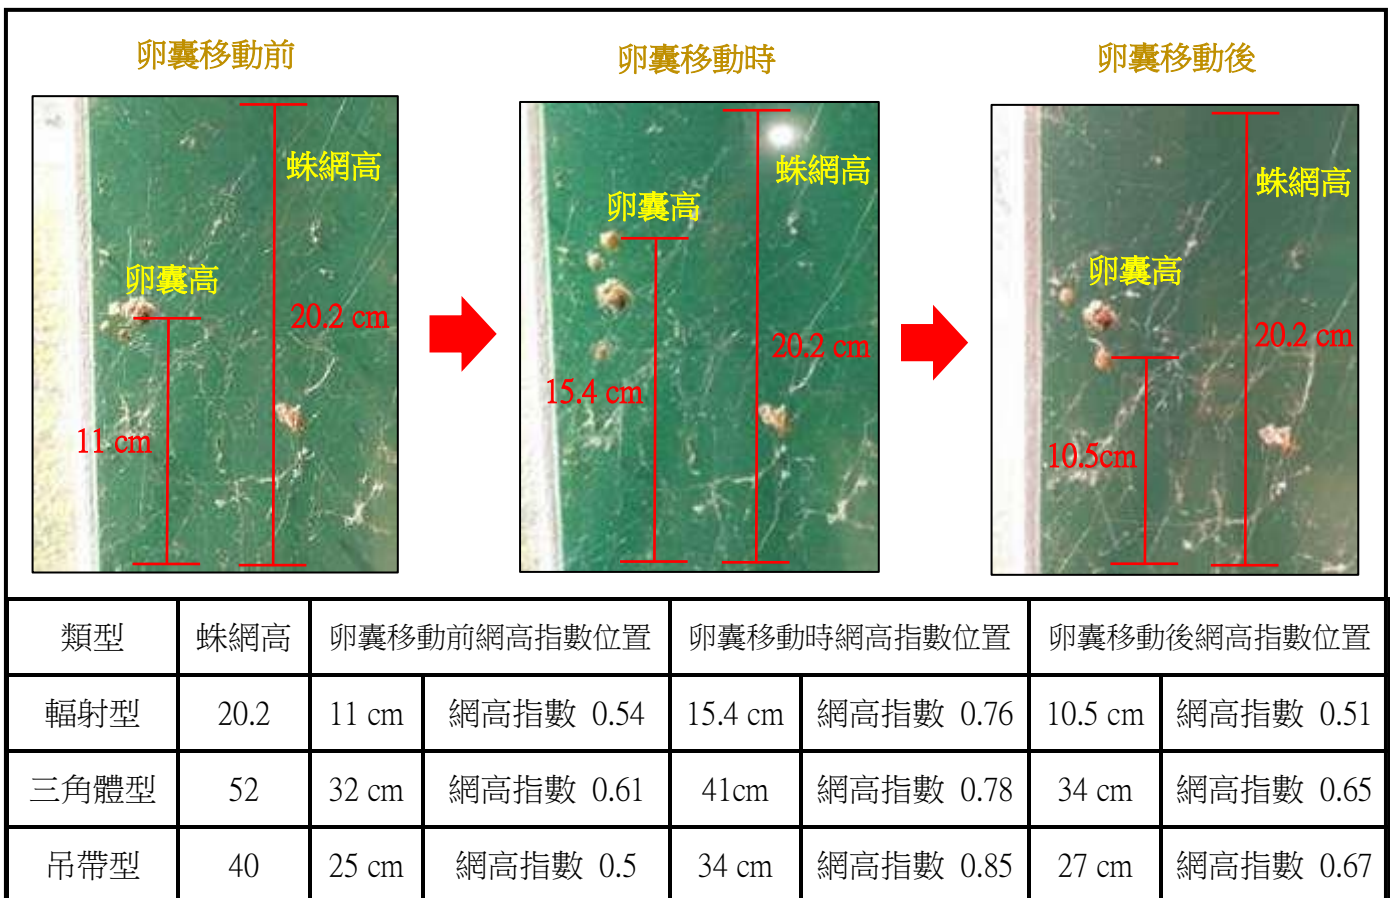 卵囊移動前
卵囊移動時
卵囊移動後
蛛網高
卵囊高
20.2 cm
11 cm
蛛網高
卵囊高
20.2 cm
15.4 cm
蛛網高
卵囊高
20.2 cm
10.5cm
類型 蛛網高 卵囊移動前網高指數位置 卵囊移動時網高指數位置 卵囊移動後網高指數位置
輻射型 20.2 11 cm 網高指數 0.54 15.4 cm 網高指數 0.76 10.5 cm 網高指數 0.51
三角體型 52 32 cm 網高指數 0.61 41cm 網高指數 0.78 34 cm 網高指數 0.65
吊帶型 40 25 cm 網高指數 0.5 34 cm 網高指數 0.85 27 cm 網高指數 0.67